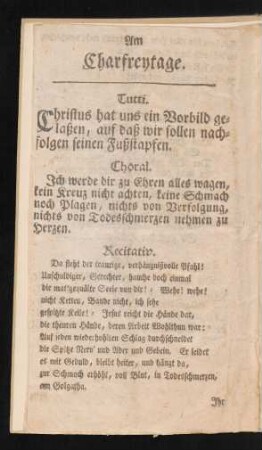 Am
Charfreytage.
Tutti.
Christus hat uns ein Vorbild ge-
laßen, auf daß wir sollen nach-
folgen seinen Fußstapfen.
Choral.
Ich werde dir zu Ehren alles wagen,
kein Kreuz nicht achten, keine Schmach
noch Plagen, nichts von Verfolgung,
nichts von Todesschmerzen nehmen zu
Herzen.
Recitativ.
Da steht der traurige, verhängnißvolle Pfahl!
Unschuldiger, Gerechter, hauche doch einmal
die martgequälte Seele von dir! Wehe! wehe!
nicht Ketten, Bande nicht, ich sehe
gespitzte Keile! Jesus reicht die Hände dar,
die theuren Hände, deren Arbeit Wohlthun war:
Auf jeden wiederhohlten Schlag durchschneidet
die Spitze Nerv' und Ader und Gebein. Er leidet
es mit Geduld, bleibt heiter, und hängt da,
zur Schmach erhöht, voll Blut, in Todesschmerzen,
am Golgatha.
Ihr